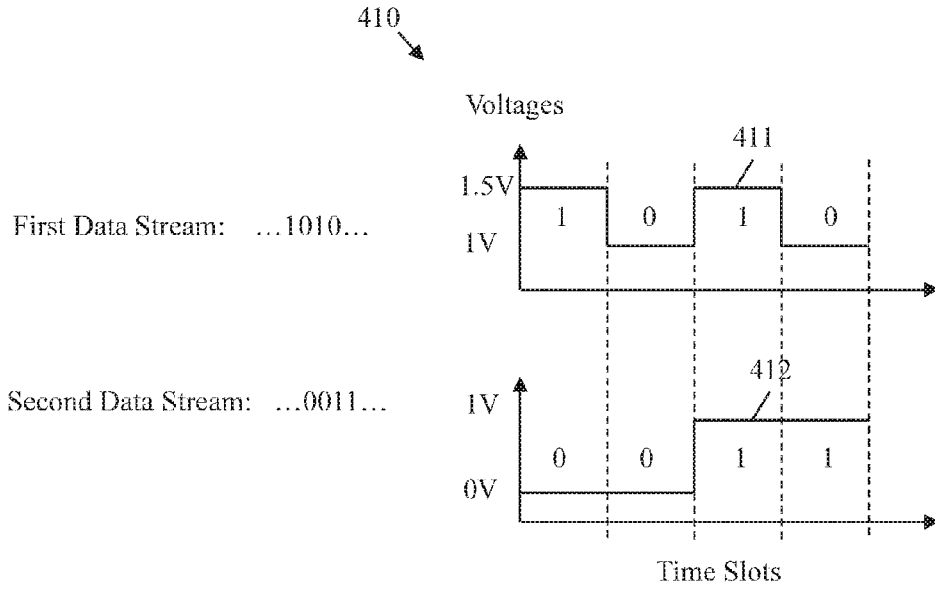 410
Voltages
411
1.5V
1 0 1 0
First Data Stream: ...1010...
1V
412
Second Data Stream: ...0011...
1V
0 0 1 1
0V
Time Slots